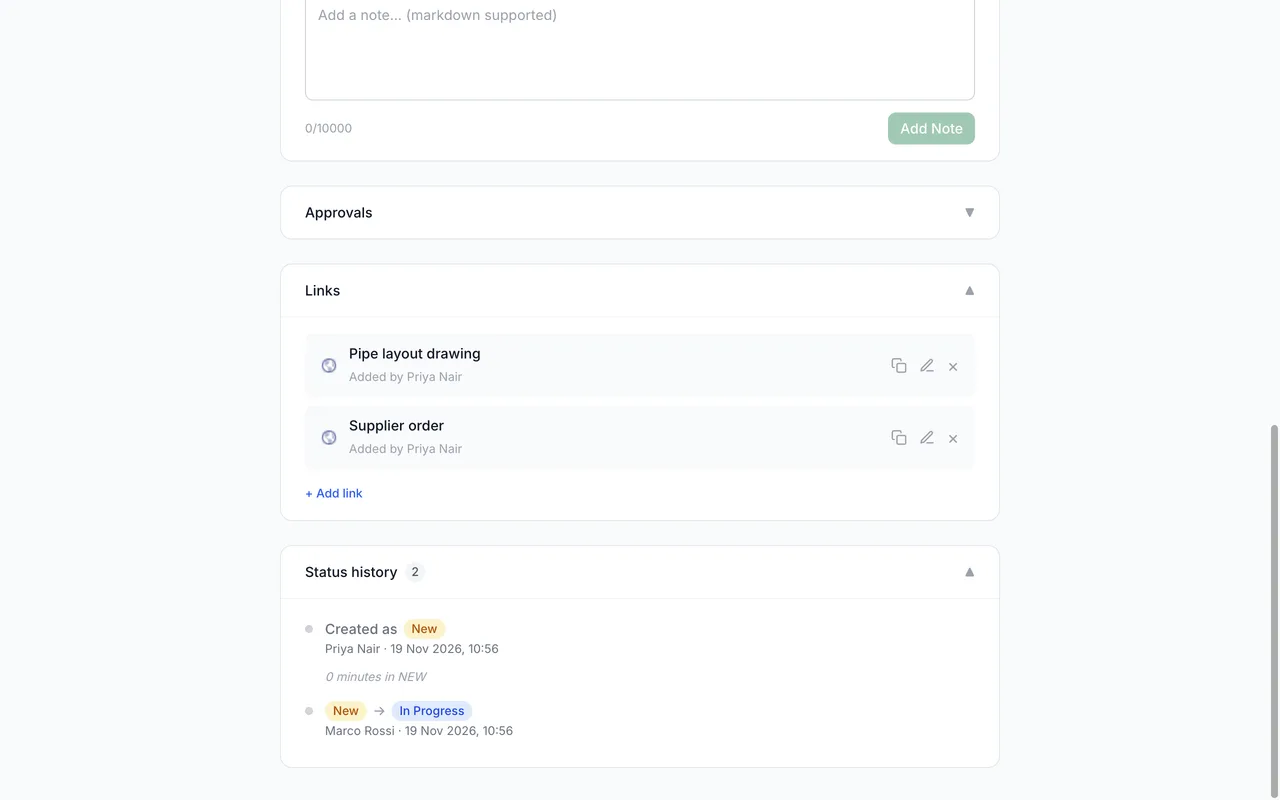 Add a note... (markdown supported)
0/10000
Add Note
Approvals
Links
Pipe layout drawing
Added by Priya Nair
Supplier order
Added by Priya Nair
+ Add link
Status history 2
Created as New
Priya Nair · 19 Nov 2026, 10:56
0 minutes in NEW
New → In Progress
Marco Rossi · 19 Nov 2026, 10:56